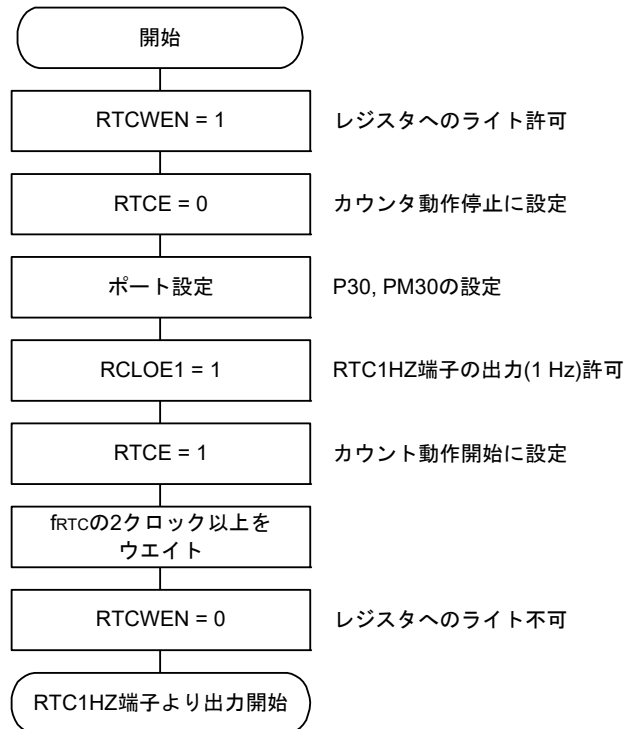 開始
RTCWEN = 1
レジスタへのライト許可
RTCE = 0
カウンタ動作停止に設定
ポート設定
P30, PM30の設定
RCLOE1 = 1
RTC1HZ端子の出力(1 Hz)許可
RTCE = 1
カウント動作開始に設定
fRTCの2クロック以上を
ウエイト
RTCWEN = 0
レジスタへのライト不可
RTC1HZ端子より出力開始